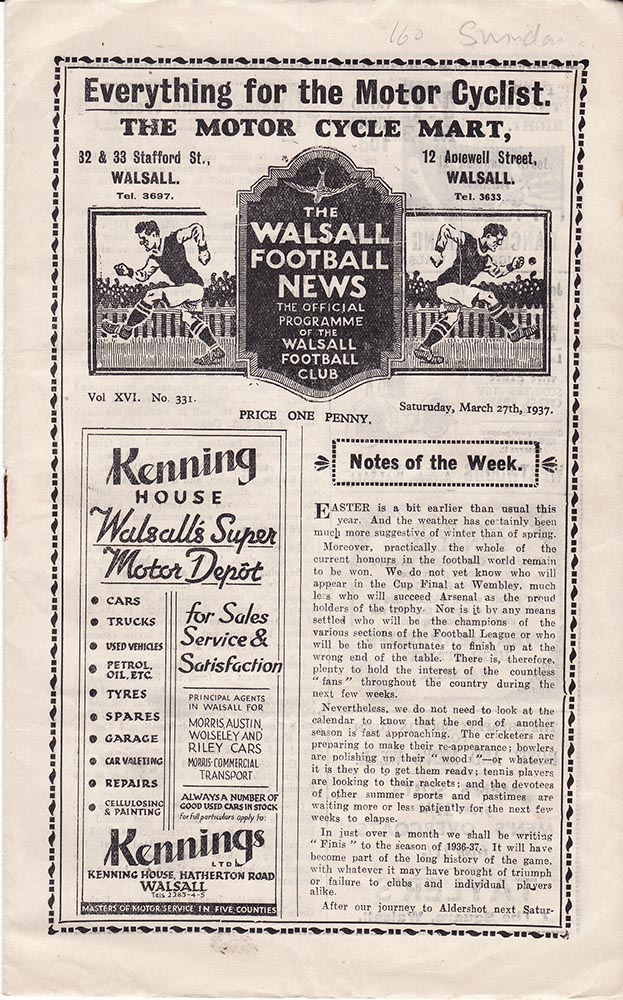 160
Everything for the Motor Cyclist.
THE MOTOR CYCLE MART,
32 & 33 Stafford St.,
WALSALL.
Tel. 3697.
12 Aplewell Street,
WALSALL.
Tel. 3633
THE
WALSALL
FOOTBALL
NEWS
THE OFFICIAL
PROGRAMME
OF THE
WALSALL
FOOTBALL
CLUB
Vol XVI. No. 331.
PRICE ONE PENNY.
Saturuday, March 27th, 1937.
Kenning
HOUSE
Walsall's Super
Motor Depôt
CARS
TRUCKS
USED VEHICLES
PETROL,
OIL, ETC.
TYRES
SPARES
GARAGE
CAR VALETING
REPAIRS
CELLULOSING
& PAINTING
for Sales
Service &
Satisfaction
PRINCIPAL AGENTS
IN WALSALL FOR
MORRIS, AUSTIN,
WOLSELEY AND
RILEY CARS
MORRIS-COMMERCIAL
TRANSPORT
ALWAYS A NUMBER OF
GOOD USED CARS IN STOCK
for full particulars apply to:
Kennings
LTD
KENNING HOUSE, HATHERTON ROAD
WALSALL
Tels 2263-4-5
MASTERS OF MOTOR SERVICE IN FIVE COUNTIES
Notes of the Week.
EASTER is a bit earlier than usual this
year. And the weather has certainly been
much more suggestive of winter than of spring.
Moreover, practically the whole of the
current honours in the football world remain
to be won. We do not yet know who will
appear in the Cup Final at Wembley, much
less who will succeed Arsenal as the proud
holders of the trophy. Nor is it by any means
settled who will be the champions of the
various sections of the Football League or who
will be the unfortunates to finish up at the
wrong end of the table. There is, therefore,
plenty to hold the interest of the countless
"fans" throughout the country during the
next few weeks.
Nevertheless, we do not need to look at the
calendar to know that the end of another
season is fast approaching. The cricketers are
preparing to make their re-appearance; bowlers
are polishing up their "woods"—or whatever
it is they do to get them ready; tennis players
are looking to their rackets; and the devotees
of other summer sports and pastimes are
waiting more or less patjently for the next few
weeks to elapse.
In just over a month we shall be writing
"Finis" to the season of 1936-37. It will have
become part of the long history of the game,
with whatever it may have brought of triumph
or failure to clubs and individual players
alike.
After our journey to Aldershot next Satur-